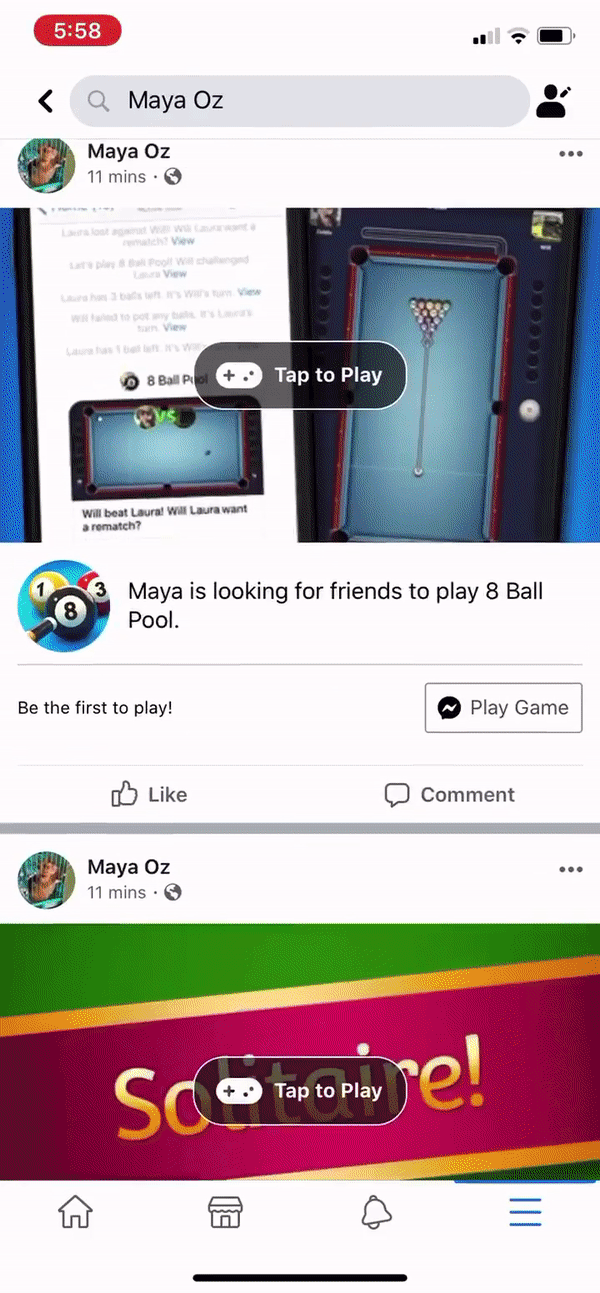 5:58
Maya Oz
Maya Oz
11 mins ·
Laura lost against Will! Will Laura want a
rematch? View
Let's play 8 Ball Pool! Will challenged
Laura View
Laura has 3 balls left. It's Will's turn. View
Will failed to pot any balls. It's Laura's
turn. View
Laura has 1 ball left. It's
8 Ball
Tap to Play
VS
Will beat Laura! Will Laura want
a rematch?
1
3
8
Maya is looking for friends to play 8 Ball
Pool.
Be the first to play!
Play Game
Like
Comment
Maya Oz
11 mins ·
Solitaire!
Tap to Play